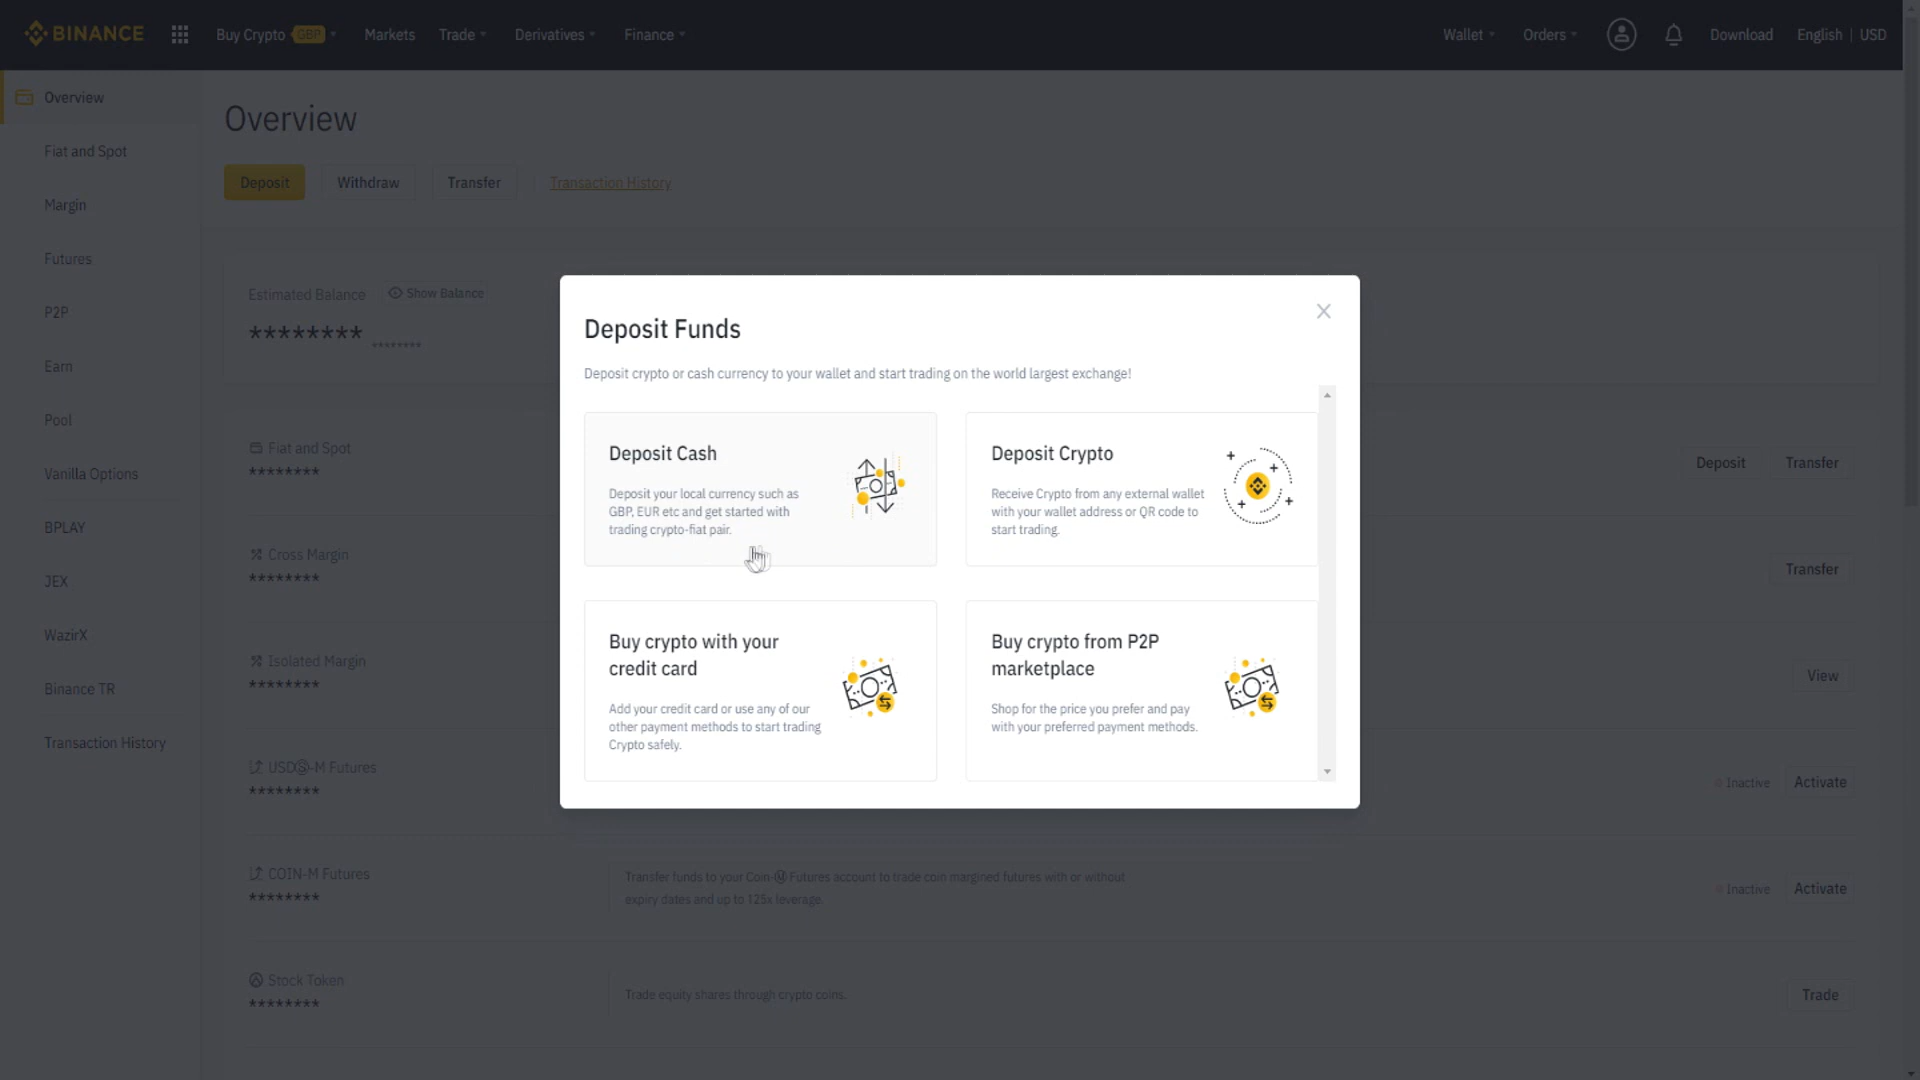 BINANCE
Buy Crypto GBP
Markets
Trade
Derivatives
Finance
Wallet
Orders
Download
English | USD
Overview
Fiat and Spot
Margin
Futures
P2P
Earn
Pool
Vanilla Options
BPLAY
JEX
WazirX
Binance TR
Transaction History
Overview
Deposit
Withdraw
Transfer
Transaction History
Estimated Balance
Show Balance
********
********
Fiat and Spot
********
Deposit
Transfer
Cross Margin
********
Transfer
Isolated Margin
********
View
USDⓈ-M Futures
********
Inactive
Activate
COIN-M Futures
********
Transfer funds to your Coin-Ⓜ Futures account to trade coin margined futures with or without
expiry dates and up to 125x leverage.
Inactive
Activate
Stock Token
********
Trade equity shares through crypto coins.
Trade
Deposit Funds
Deposit crypto or cash currency to your wallet and start trading on the world largest exchange!
Deposit Cash
Deposit your local currency such as
GBP, EUR etc and get started with
trading crypto-fiat pair.
Deposit Crypto
Receive Crypto from any external wallet
with your wallet address or QR code to
start trading.
Buy crypto with your
credit card
Add your credit card or use any of our
other payment methods to start trading
Crypto safely.
Buy crypto from P2P
marketplace
Shop for the price you prefer and pay
with your preferred payment methods.